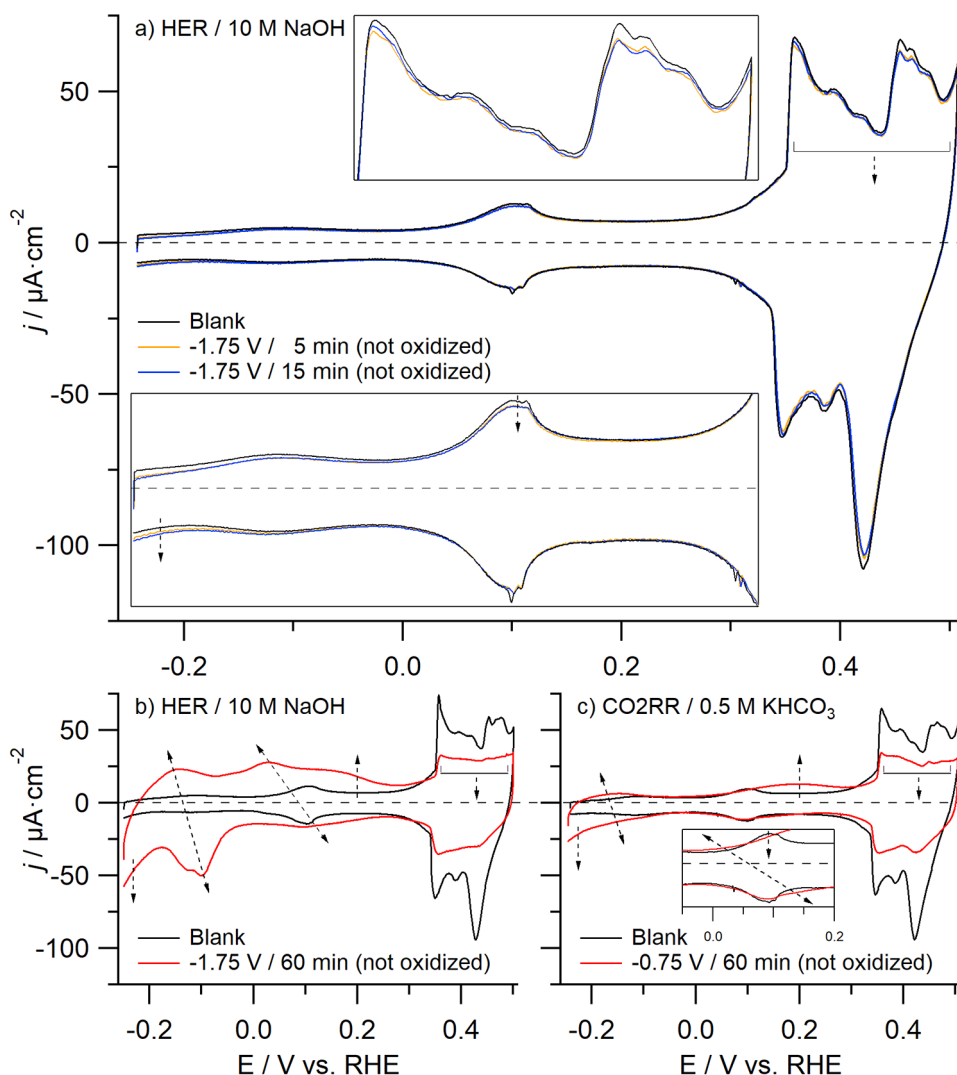 a) HER / 10 M NaOH
50
0
-50
-100
j / µA·cm-2
Blank
-1.75 V / 5 min (not oxidized)
-1.75 V / 15 min (not oxidized)
-0.2 0.0 0.2 0.4
b) HER / 10 M NaOH
50
0
-50
-100
j / µA·cm-2
Blank
-1.75 V / 60 min (not oxidized)
-0.2 0.0 0.2 0.4
E / V vs. RHE
c) CO2RR / 0.5 M KHCO3
0.0 0.2
Blank
-0.75 V / 60 min (not oxidized)
-0.2 0.0 0.2 0.4
E / V vs. RHE